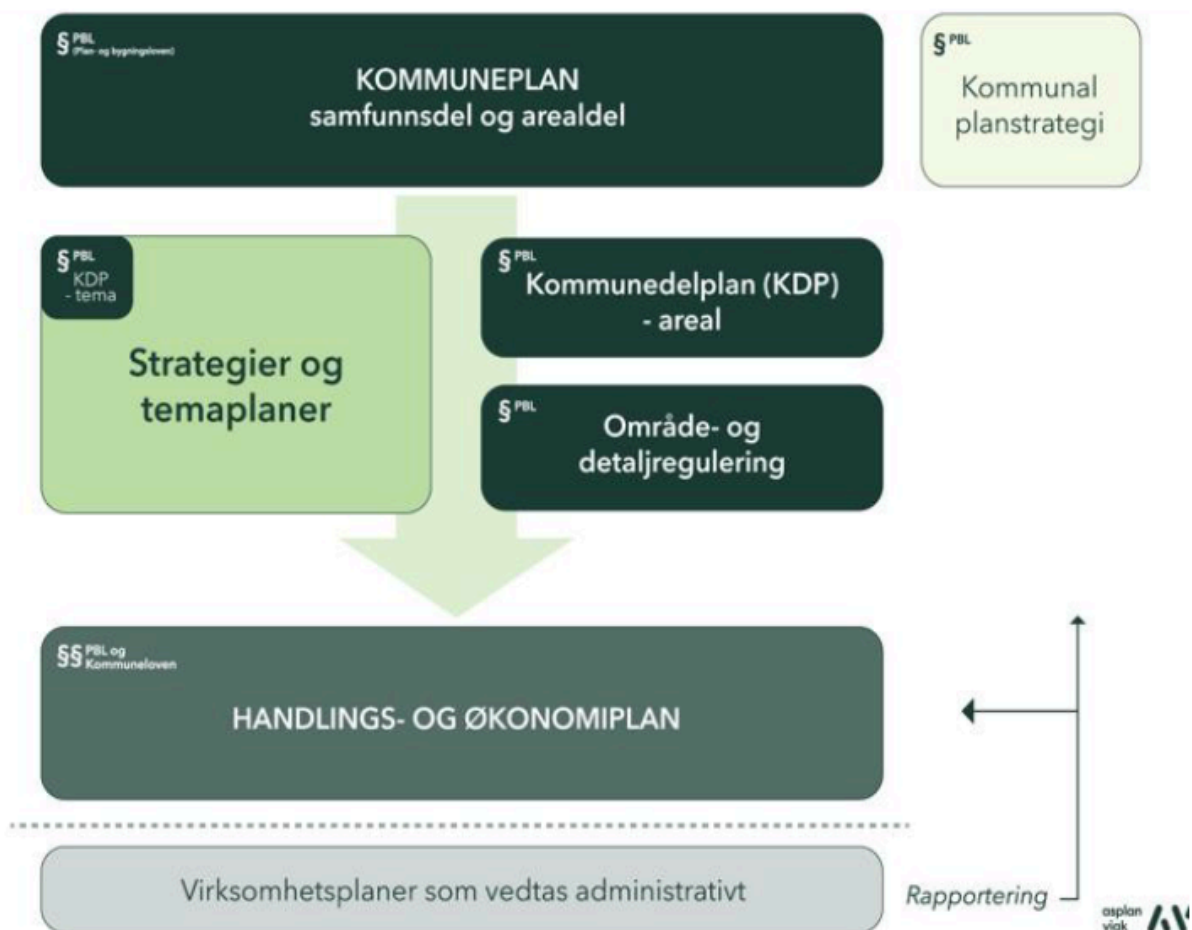 § PBL
(Plan- og bygningsloven)
KOMMUNEPLAN
samfunnsdel og arealdel
§ PBL
Kommunal
planstrategi
§ PBL
KDP
- tema
Strategier og
temaplaner
§ PBL
Kommunedelplan (KDP)
- areal
§ PBL
Område- og
detaljregulering
§§ PBL og
Kommuneloven
HANDLINGS- OG ØKONOMIPLAN
Virksomhetsplaner som vedtas administrativt
Rapportering
asplan
viak